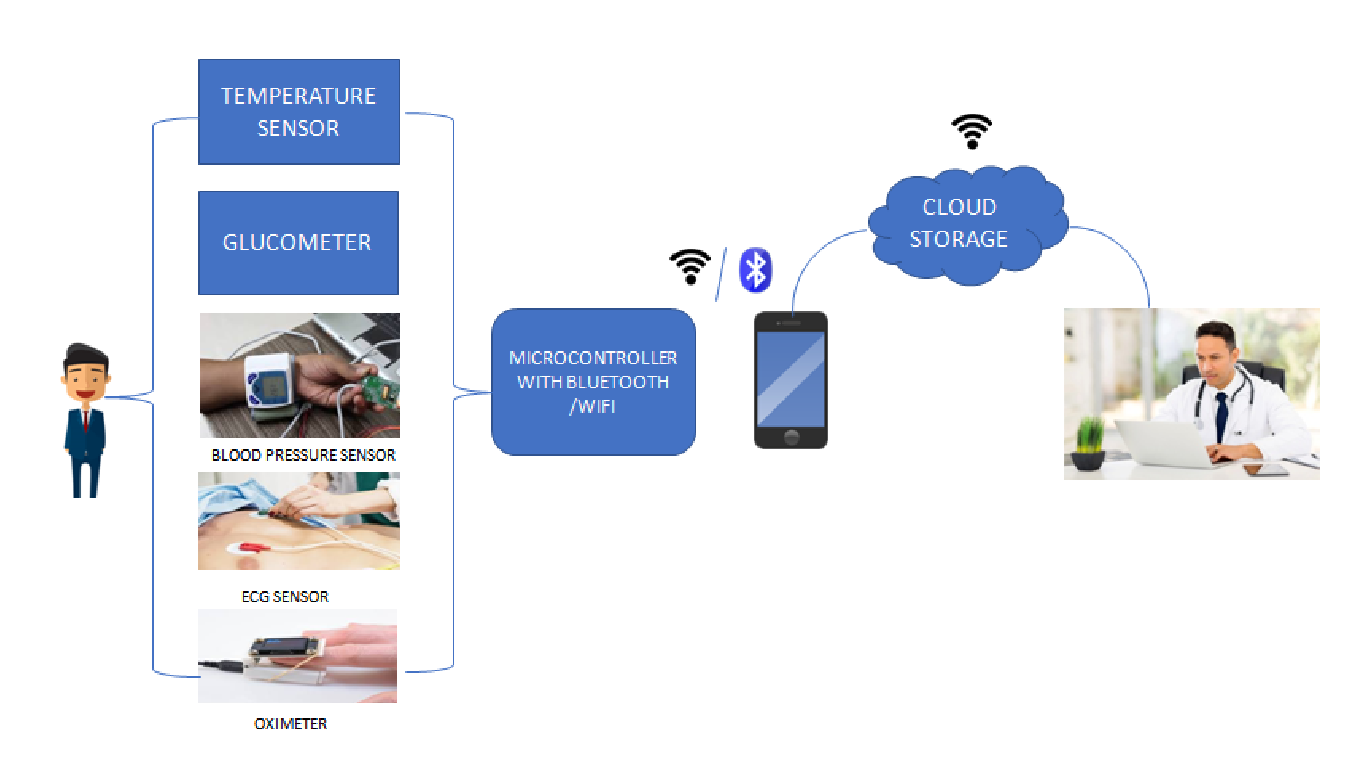 TEMPERATURE
SENSOR
GLUCOMETER
BLOOD PRESSURE SENSOR
ECG SENSOR
OXIMETER
MICROCONTROLLER
WITH BLUETOOTH
/WIFI
CLOUD
STORAGE